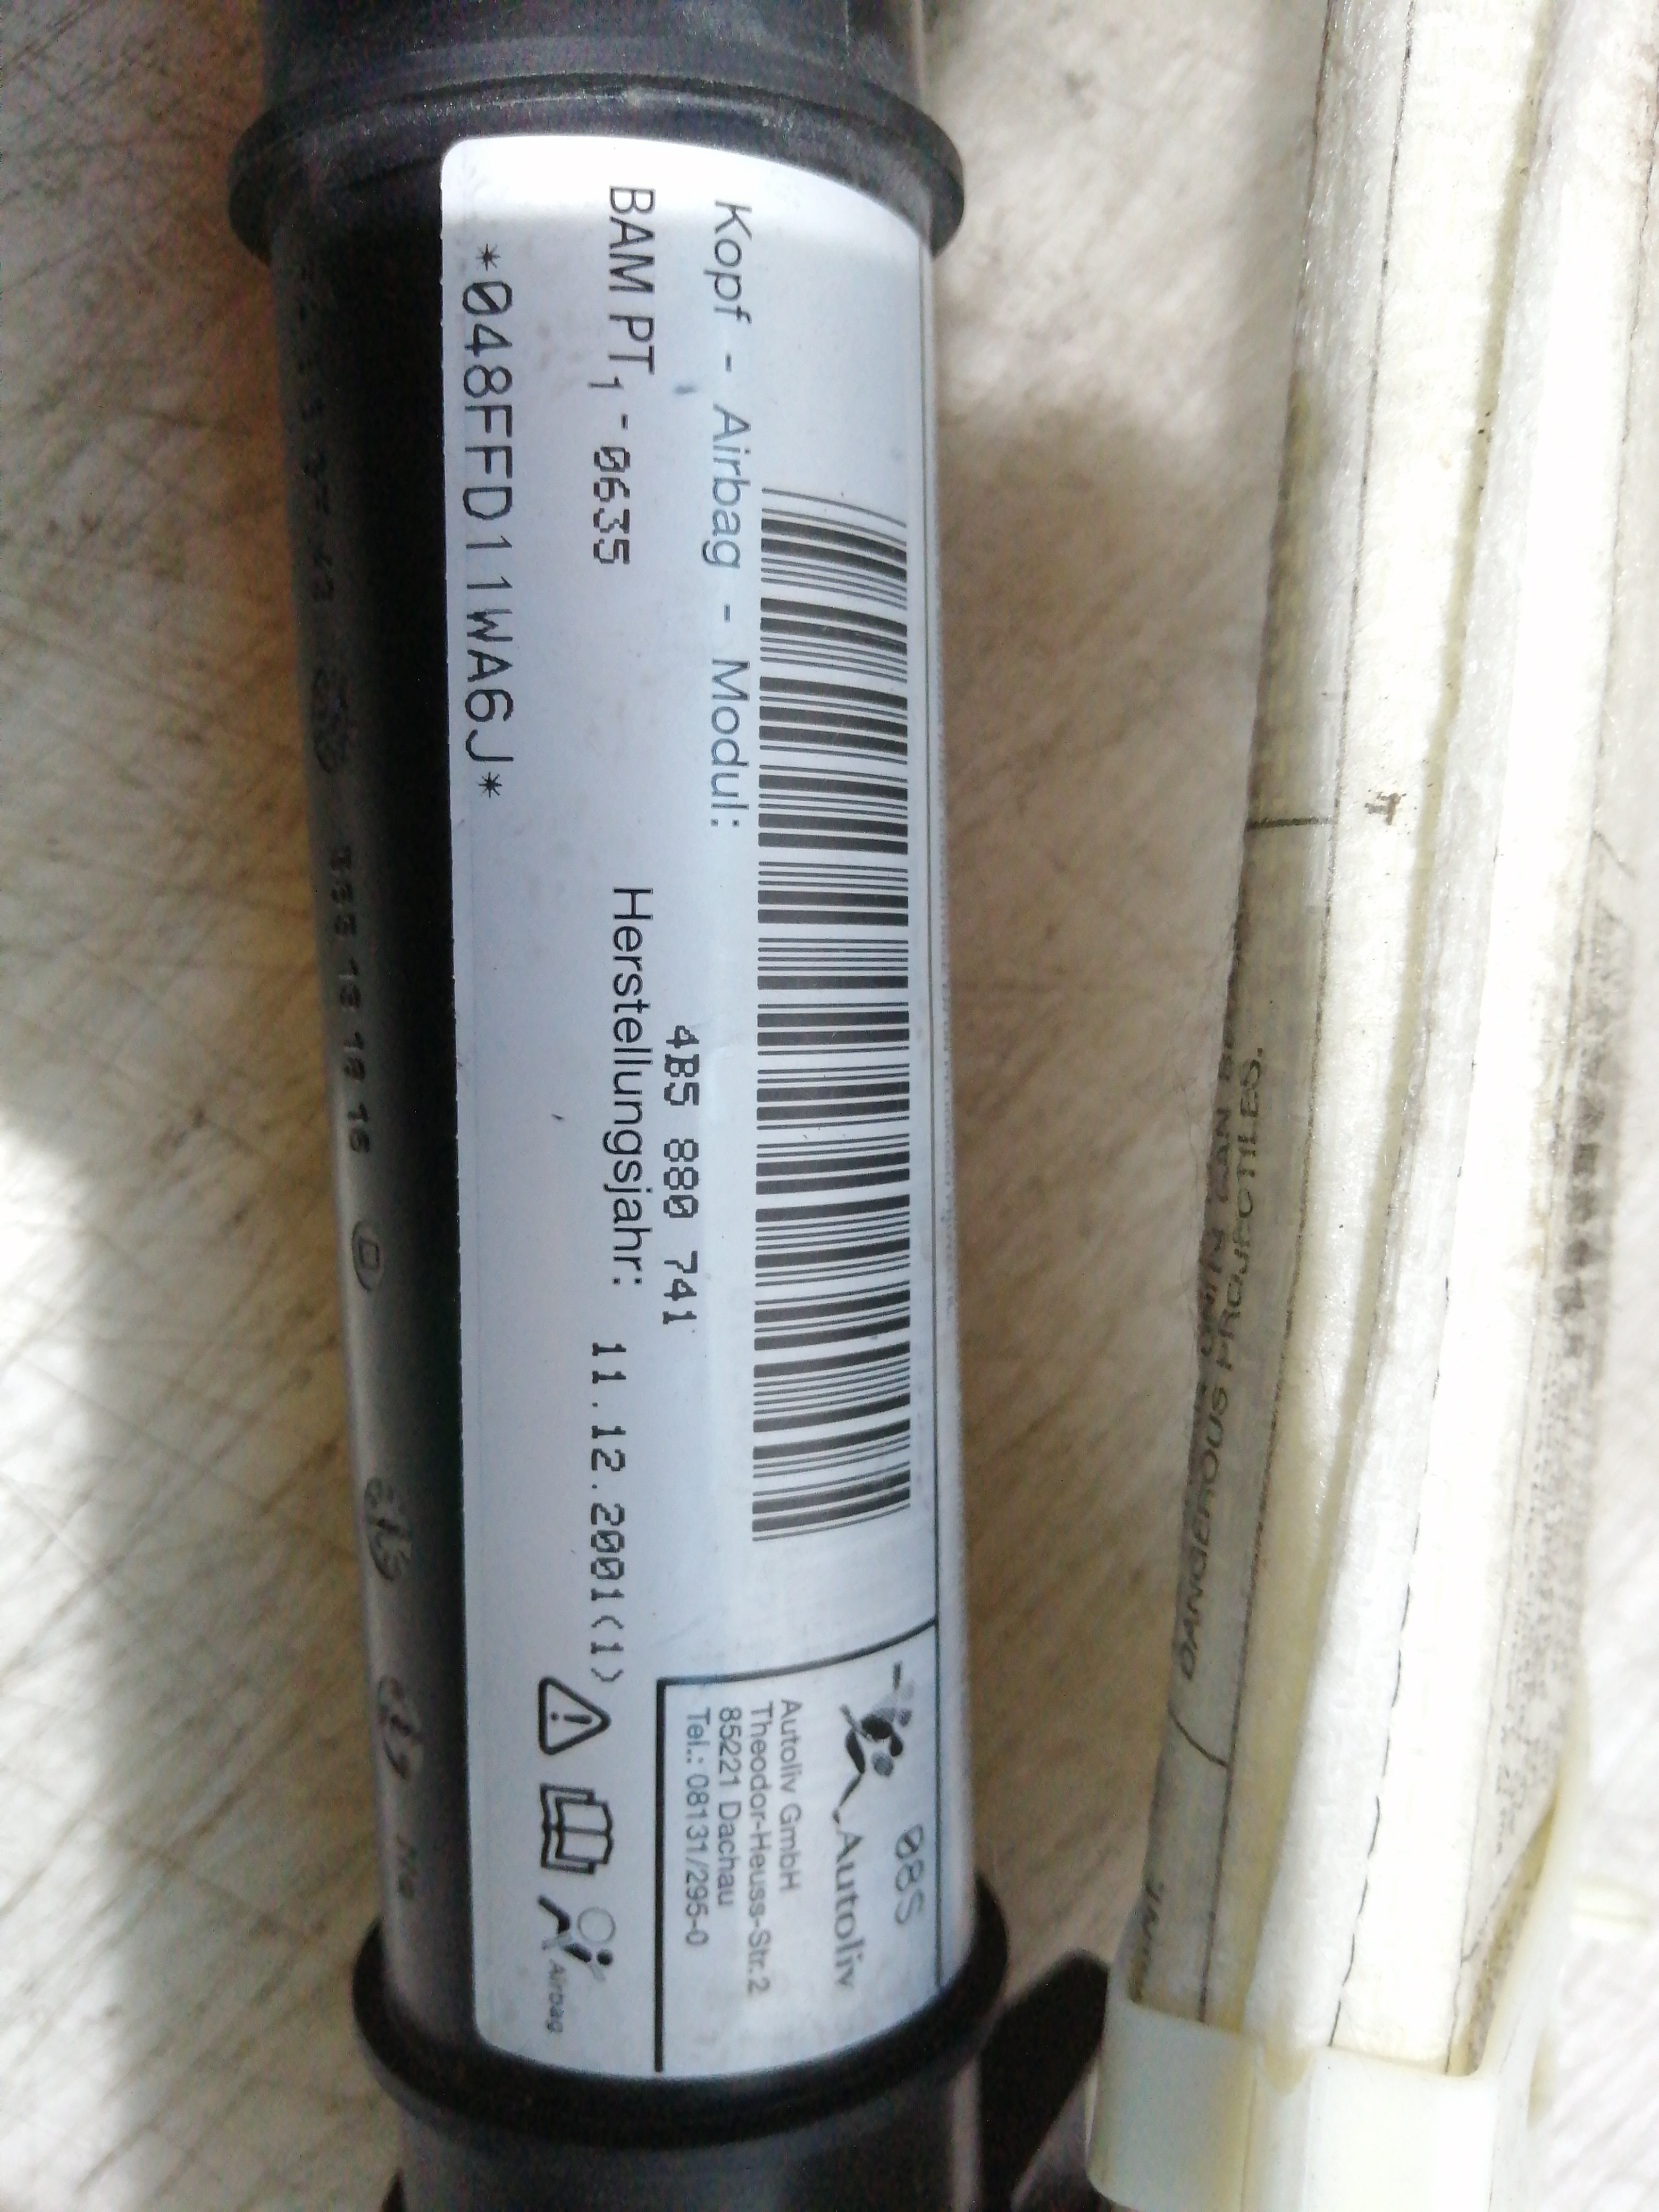 08S
Autoliv
Autoliv GmbH
Theodor-Heuss-Str.2
85221 Dachau
Tel.: 08131/295-0
Kopf - Airbag - Modul:
4B5 880 741
BAM PT1 - 0635
Herstellungsjahr: 11.12.2001(1)
*048FFD11WA6J*
Airbag
CAN
DANGEROUS PROJECTILES.